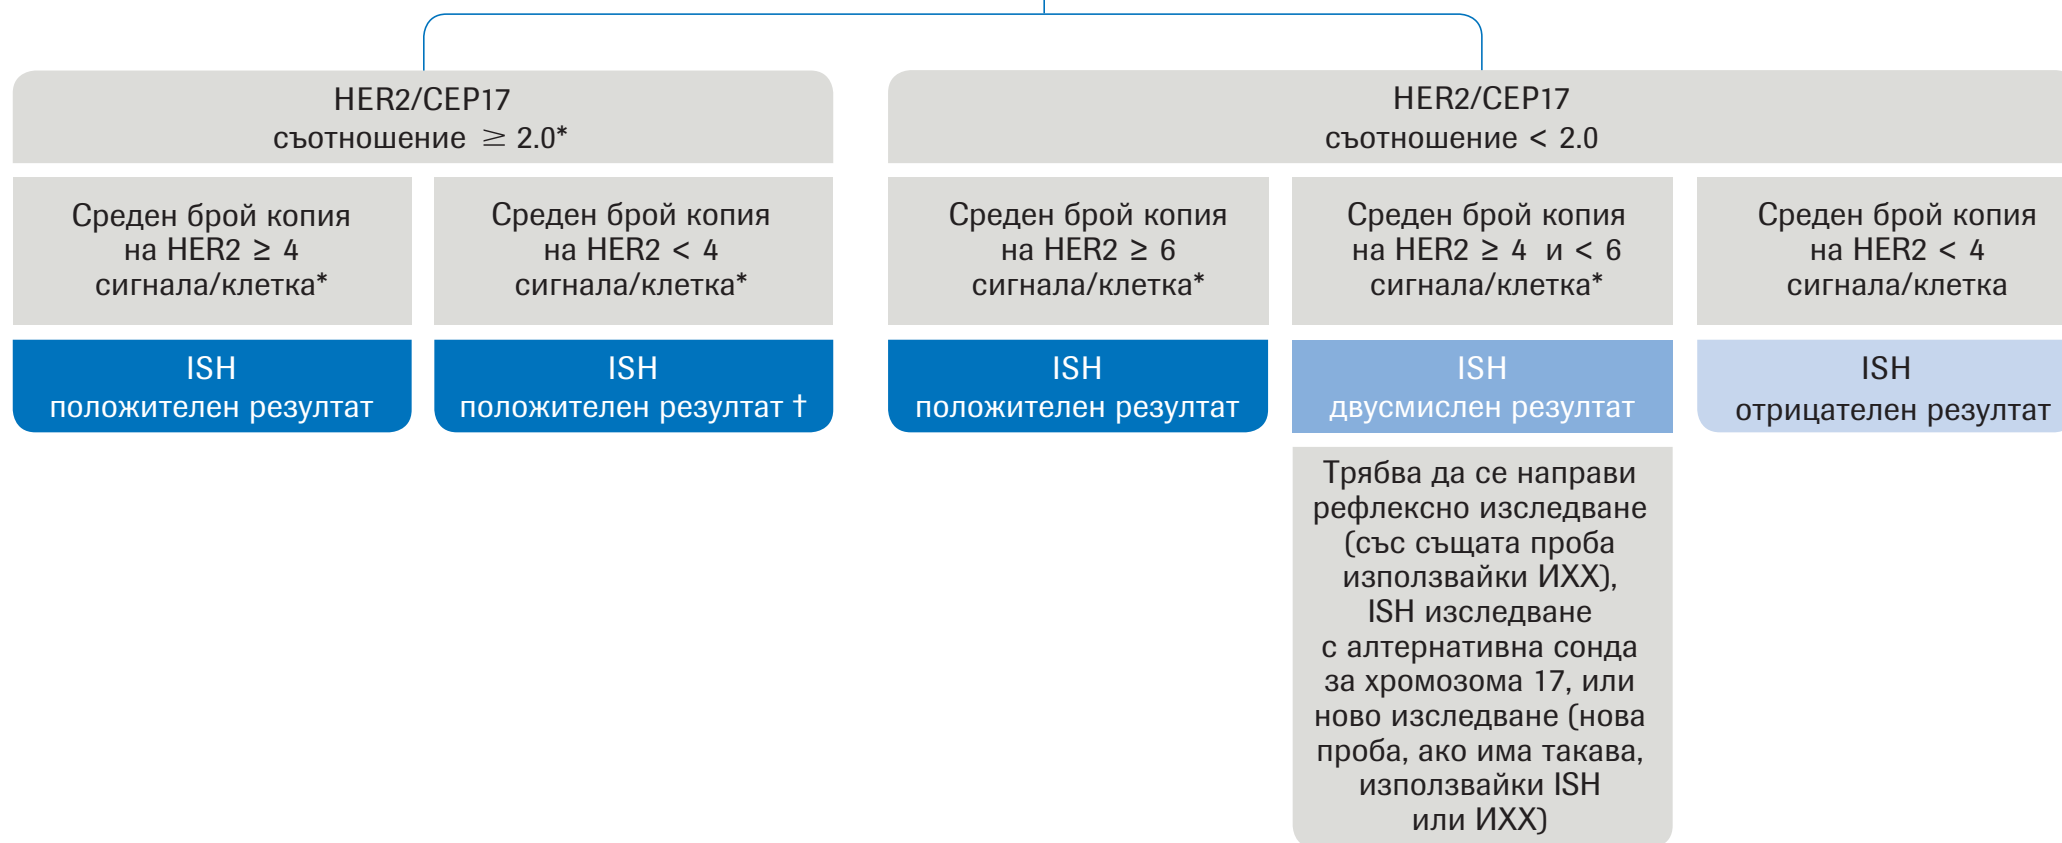 HER2/CEP17
съотношение ≥ 2.0*
HER2/CEP17
съотношение < 2.0
Среден брой копия
на HER2 ≥ 4
сигнала/клетка*
Среден брой копия
на HER2 < 4
сигнала/клетка*
Среден брой копия
на HER2 ≥ 6
сигнала/клетка*
Среден брой копия
на HER2 ≥ 4 и < 6
сигнала/клетка*
Среден брой копия
на HER2 < 4
сигнала/клетка
ISH
положителен резултат
ISH
положителен резултат †
ISH
положителен резултат
ISH
двусмислен резултат
ISH
отрицателен резултат
Трябва да се направи
рефлексно изследване
(със същата проба
използвайки ИХХ),
ISH изследване
с алтернативна сонда
за хромозома 17, или
ново изследване (нова
проба, ако има такава,
използвайки ISH
или ИХХ)